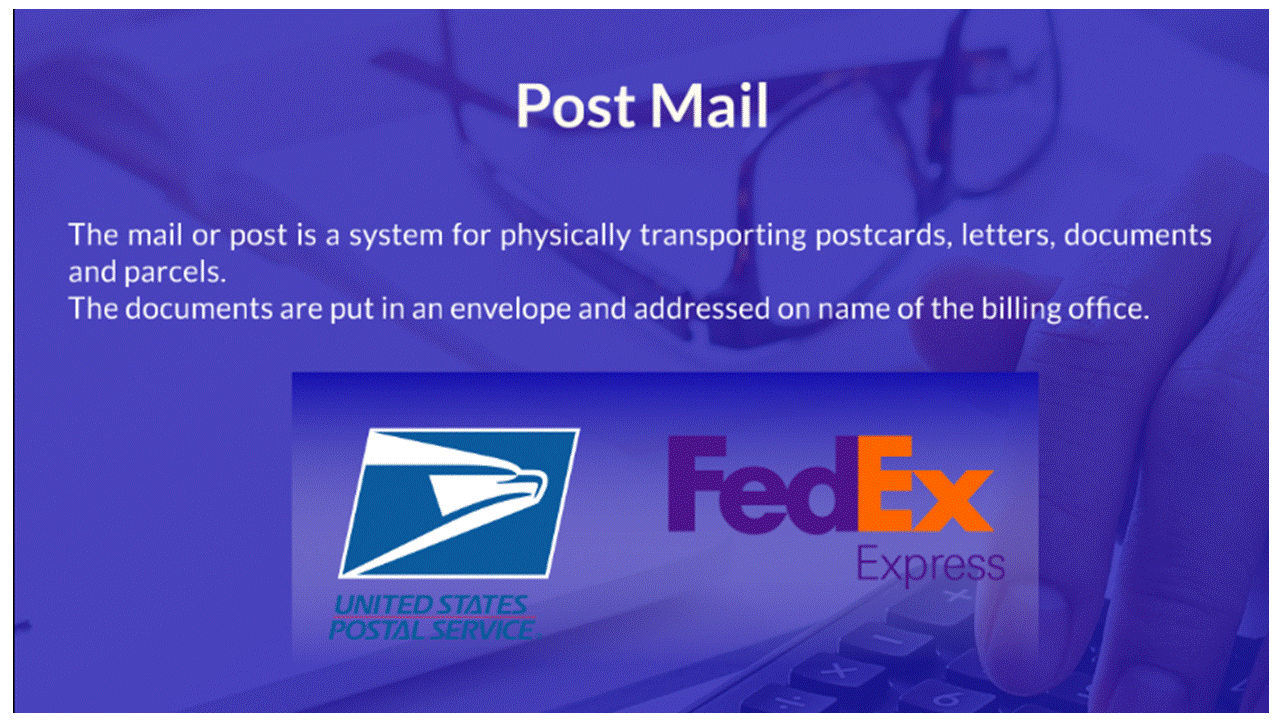 Post Mail
The mail or post is a system for physically transporting postcards, letters, documents
and parcels.
The documents are put in an envelope and addressed on name of the billing office.
FedEx
Express
UNITED STATES
POSTAL SERVICE
+
−
×
÷
6